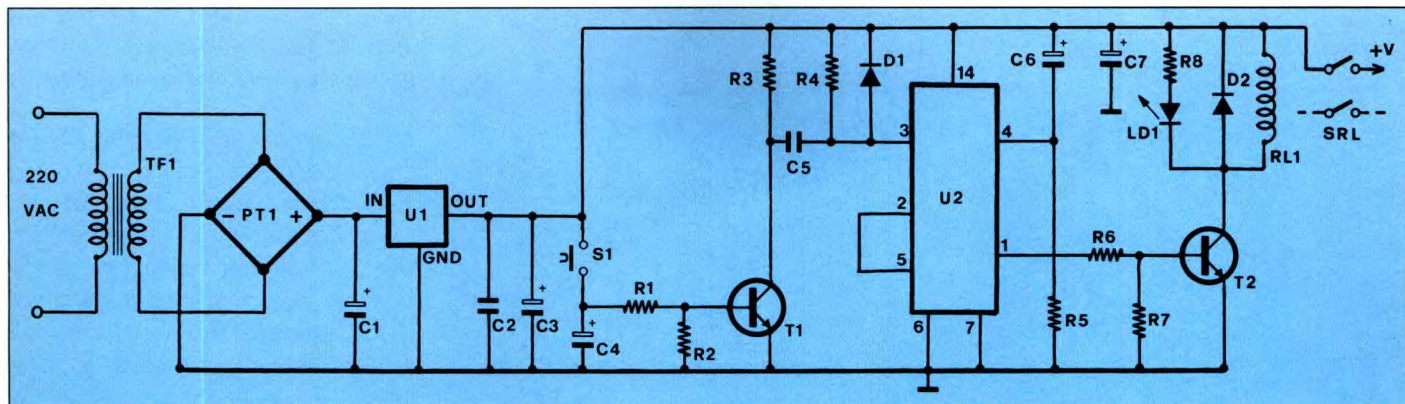 220
VAC
TF1
- PT1 +
IN U1 OUT
GND
C1
C2
C3
S1
C4
+
R1
R2
T1
R3
R4
D1
C5
14
3
4
2
5
1
6
7
U2
C6
+
C7
+
R5
R6
R7
R8
LD1
D2
RL1
T2
+V
SRL